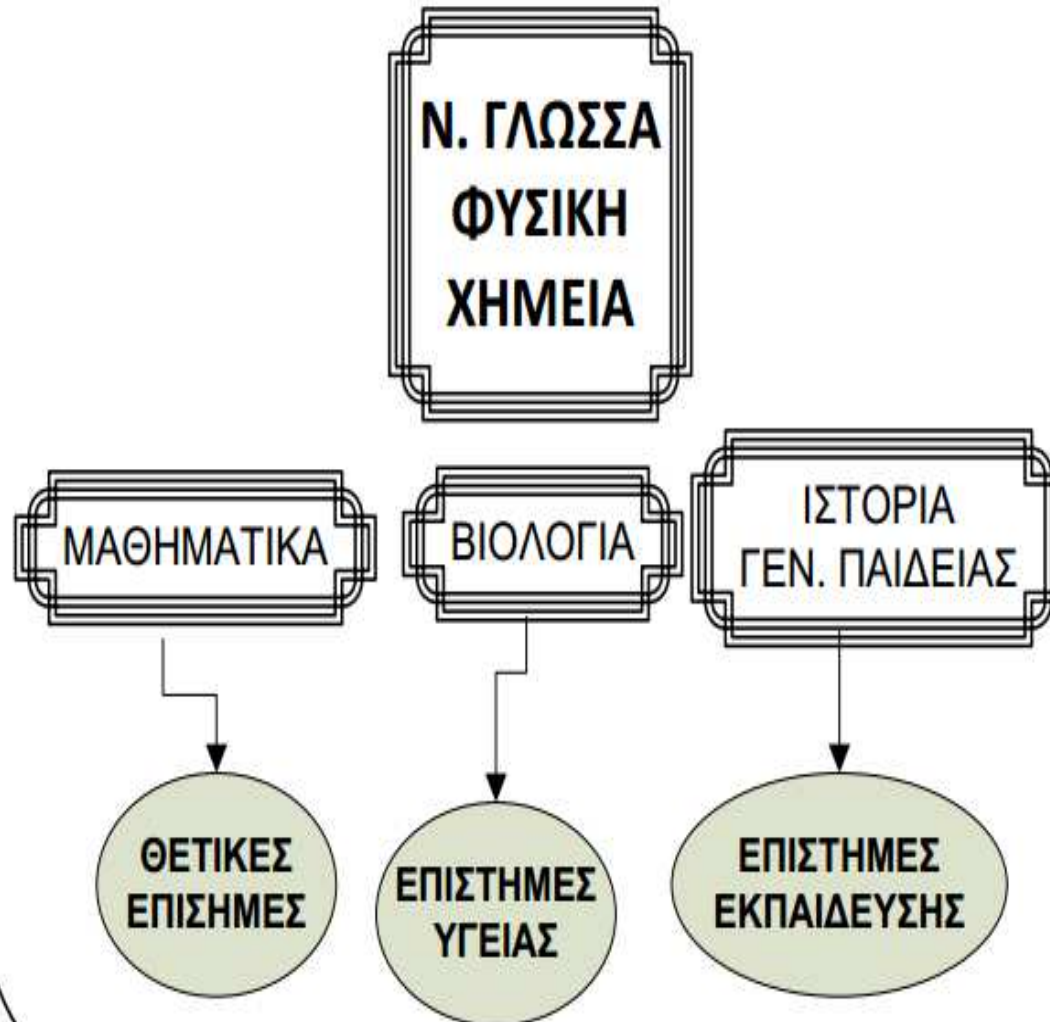 Ν. ΓΛΩΣΣΑ
ΦΥΣΙΚΗ
ΧΗΜΕΙΑ
ΜΑΘΗΜΑΤΙΚΑ
ΒΙΟΛΟΓΙΑ
ΙΣΤΟΡΙΑ
ΓΕΝ. ΠΑΙΔΕΙΑΣ
ΘΕΤΙΚΕΣ
ΕΠΙΣΗΜΕΣ
ΕΠΙΣΤΗΜΕΣ
ΥΓΕΙΑΣ
ΕΠΙΣΤΗΜΕΣ
ΕΚΠΑΙΔΕΥΣΗΣ